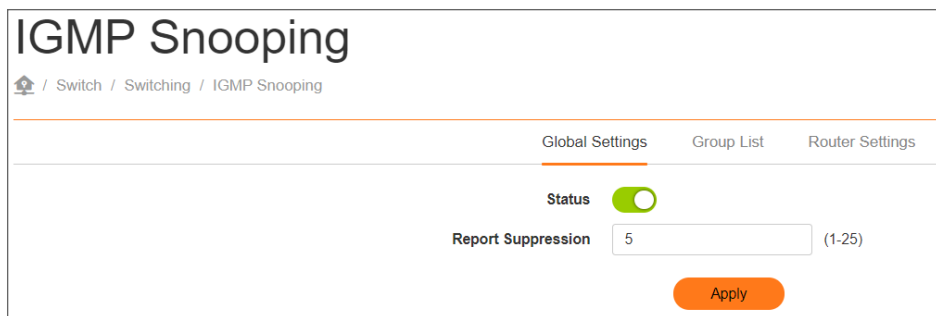 IGMP Snooping
/ Switch / Switching / IGMP Snooping
Global Settings Group List Router Settings
Status
Report Suppression 5 (1-25)
Apply